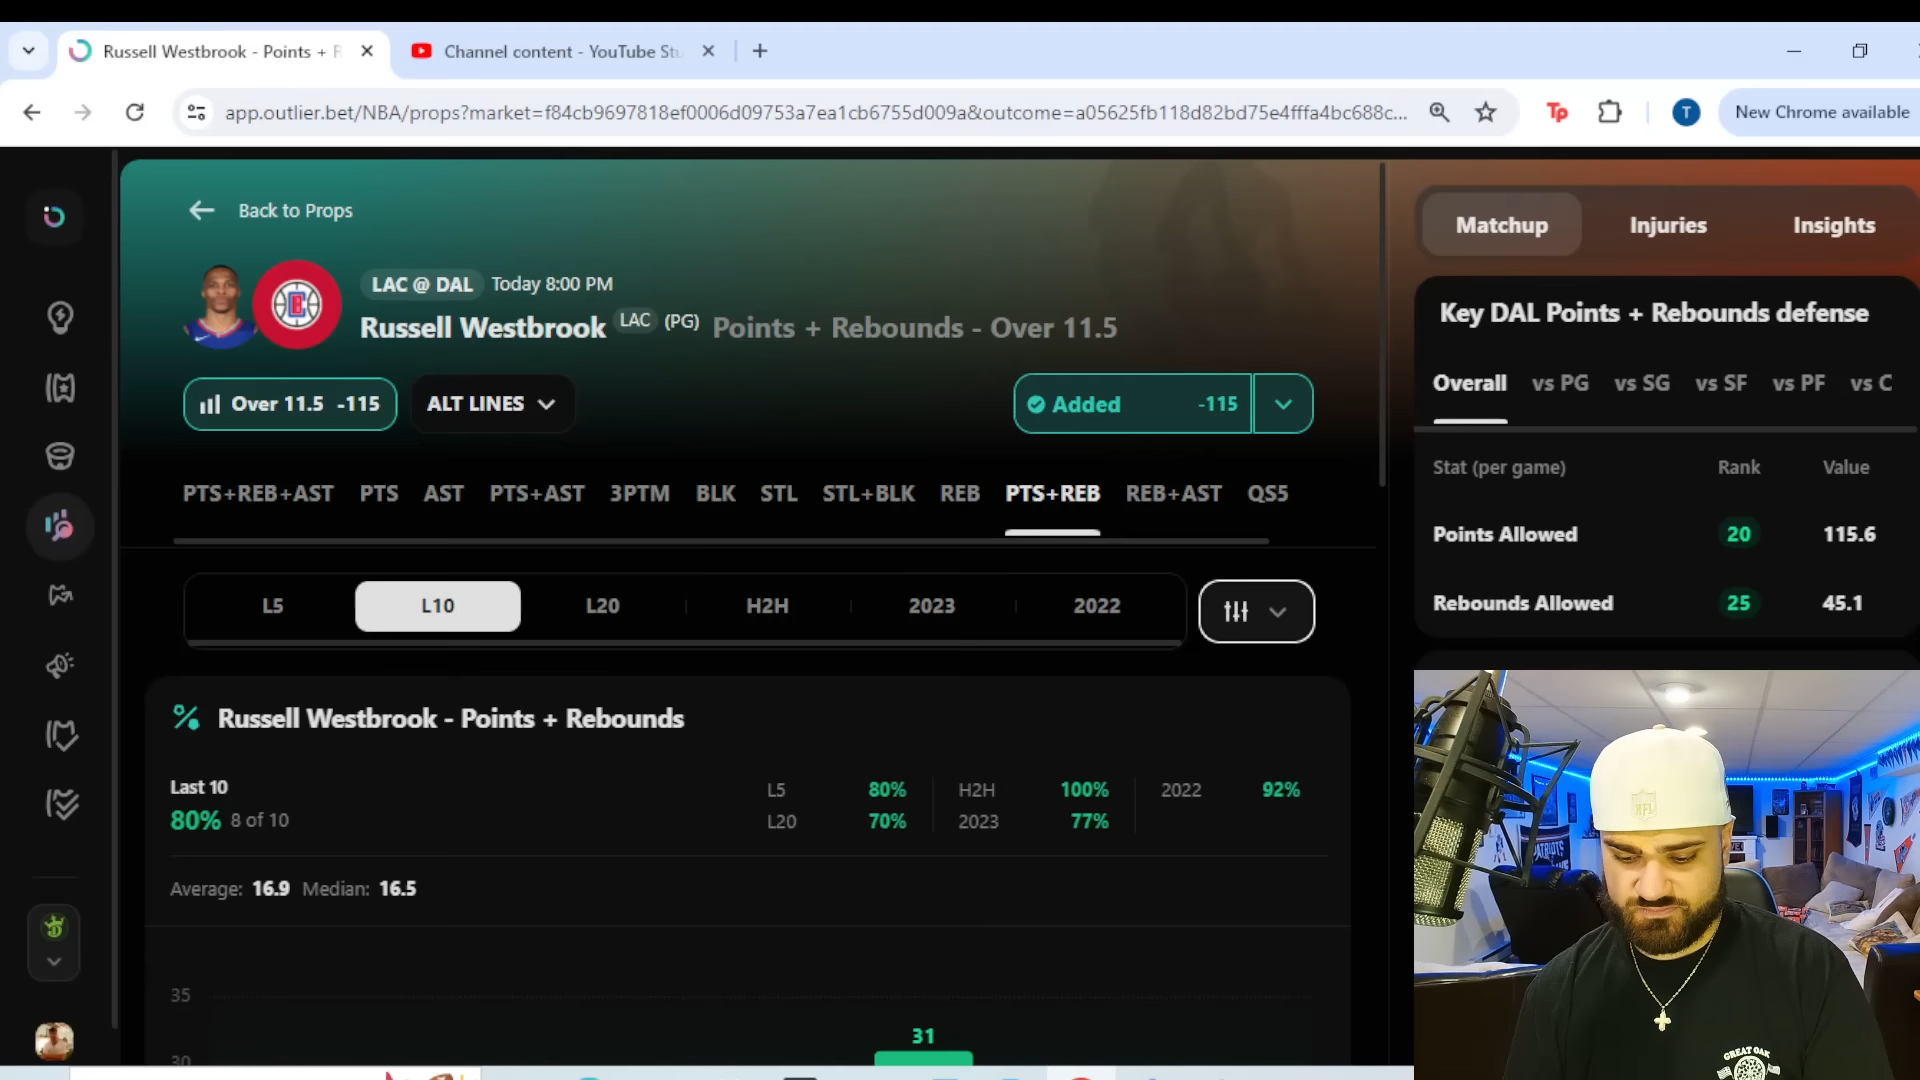 Russell Westbrook - Points + R
Channel content - YouTube Stu
app.outlier.bet/NBA/props?market=f84cb9697818ef0006d09753a7ea1cb6755d009a&outcome=a05625fb118d82bd75e4fffa4bc688c...
Tp
T
New Chrome available
Back to Props
LAC @ DAL Today 8:00 PM
Russell Westbrook LAC (PG) Points + Rebounds - Over 11.5
Over 11.5 -115
ALT LINES
Added -115
PTS+REB+AST PTS AST PTS+AST 3PTM BLK STL STL+BLK REB PTS+REB REB+AST QS5
L5 L10 L20 H2H 2023 2022
Russell Westbrook - Points + Rebounds
Last 10
80% 8 of 10
L5 80% H2H 100% 2022 92%
L20 70% 2023 77%
Average: 16.9 Median: 16.5
35
31
30
Matchup Injuries Insights
Key DAL Points + Rebounds defense
Overall vs PG vs SG vs SF vs PF vs C
Stat (per game) Rank Value
Points Allowed 20 115.6
Rebounds Allowed 25 45.1
NFL
PATRIOTS
GREAT OAK